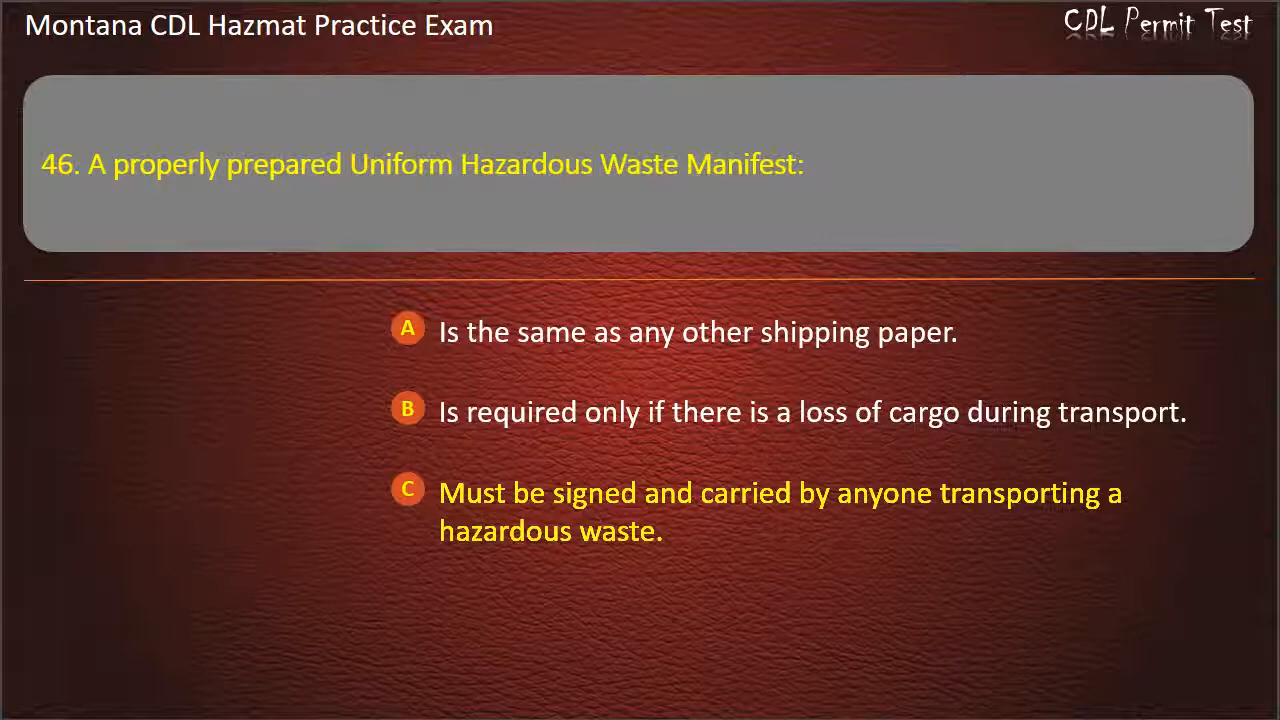 Montana CDL Hazmat Practice Exam
CDL Permit Test
46. A properly prepared Uniform Hazardous Waste Manifest:
A Is the same as any other shipping paper.
B Is required only if there is a loss of cargo during transport.
C Must be signed and carried by anyone transporting a
hazardous waste.